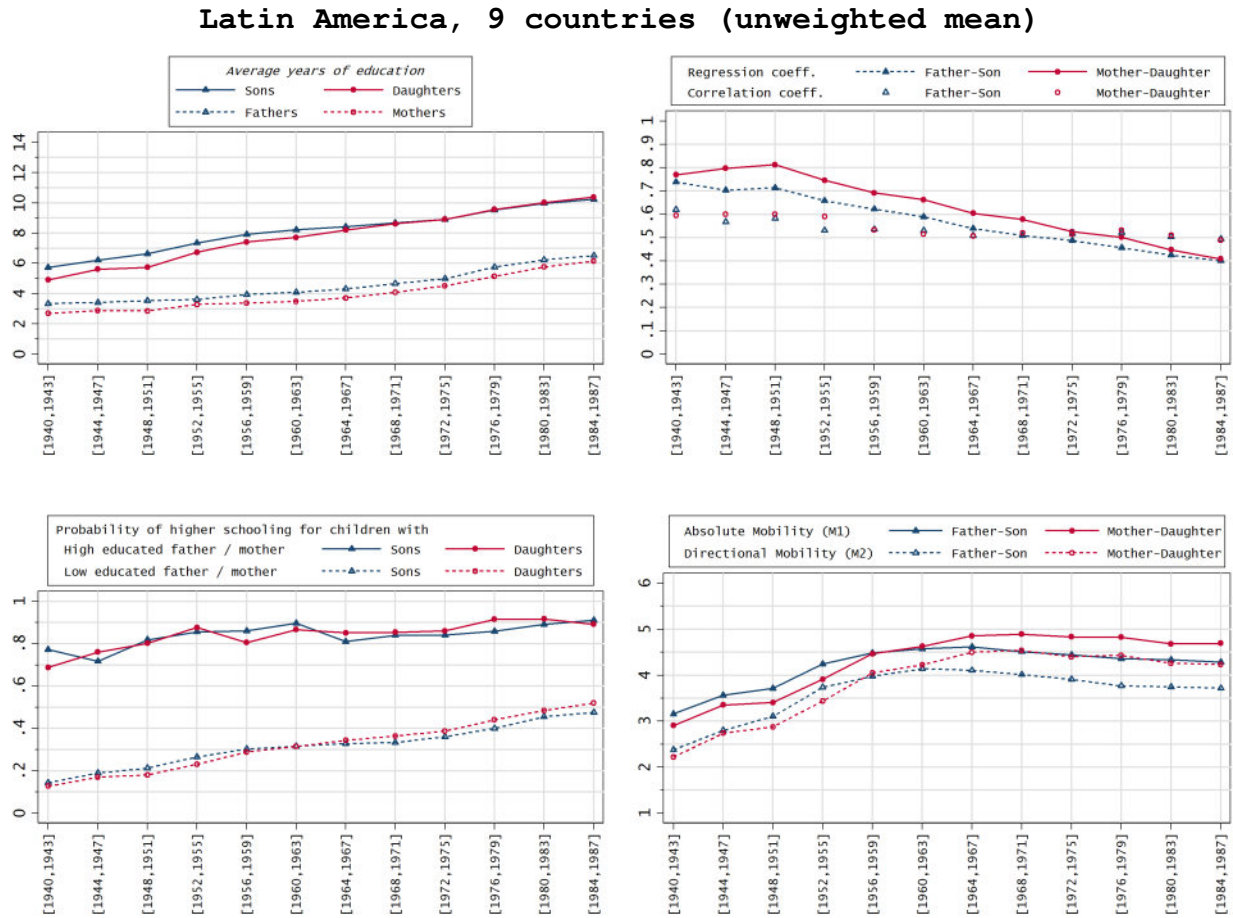 Latin America, 9 countries (unweighted mean)
Average years of education
Sons Daughters
Fathers Mothers
0 2 4 6 8 10 12 14
[1940,1943] [1944,1947] [1948,1951] [1952,1955] [1956,1959] [1960,1963] [1964,1967] [1968,1971] [1972,1975] [1976,1979] [1980,1983] [1984,1987]
Regression coeff. Father-Son Mother-Daughter
Correlation coeff. Father-Son Mother-Daughter
0 .1 .2 .3 .4 .5 .6 .7 .8 .9 1
[1940,1943] [1944,1947] [1948,1951] [1952,1955] [1956,1959] [1960,1963] [1964,1967] [1968,1971] [1972,1975] [1976,1979] [1980,1983] [1984,1987]
Probability of higher schooling for children with
High educated father / mother Sons Daughters
Low educated father / mother Sons Daughters
0 .2 .4 .6 .8 1
[1940,1943] [1944,1947] [1948,1951] [1952,1955] [1956,1959] [1960,1963] [1964,1967] [1968,1971] [1972,1975] [1976,1979] [1980,1983] [1984,1987]
Absolute Mobility (M1) Father-Son Mother-Daughter
Directional Mobility (M2) Father-Son Mother-Daughter
1 2 3 4 5 6
[1940,1943] [1944,1947] [1948,1951] [1952,1955] [1956,1959] [1960,1963] [1964,1967] [1968,1971] [1972,1975] [1976,1979] [1980,1983] [1984,1987]